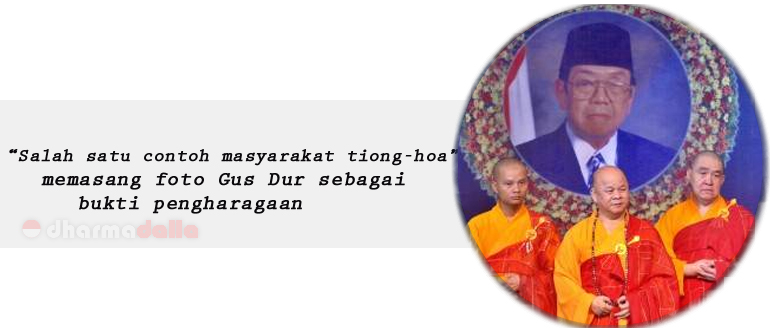 “Salah satu contoh masyarakat tiong-hoa”
memasang foto Gus Dur sebagai
bukti pengharagaan
dharmadalla